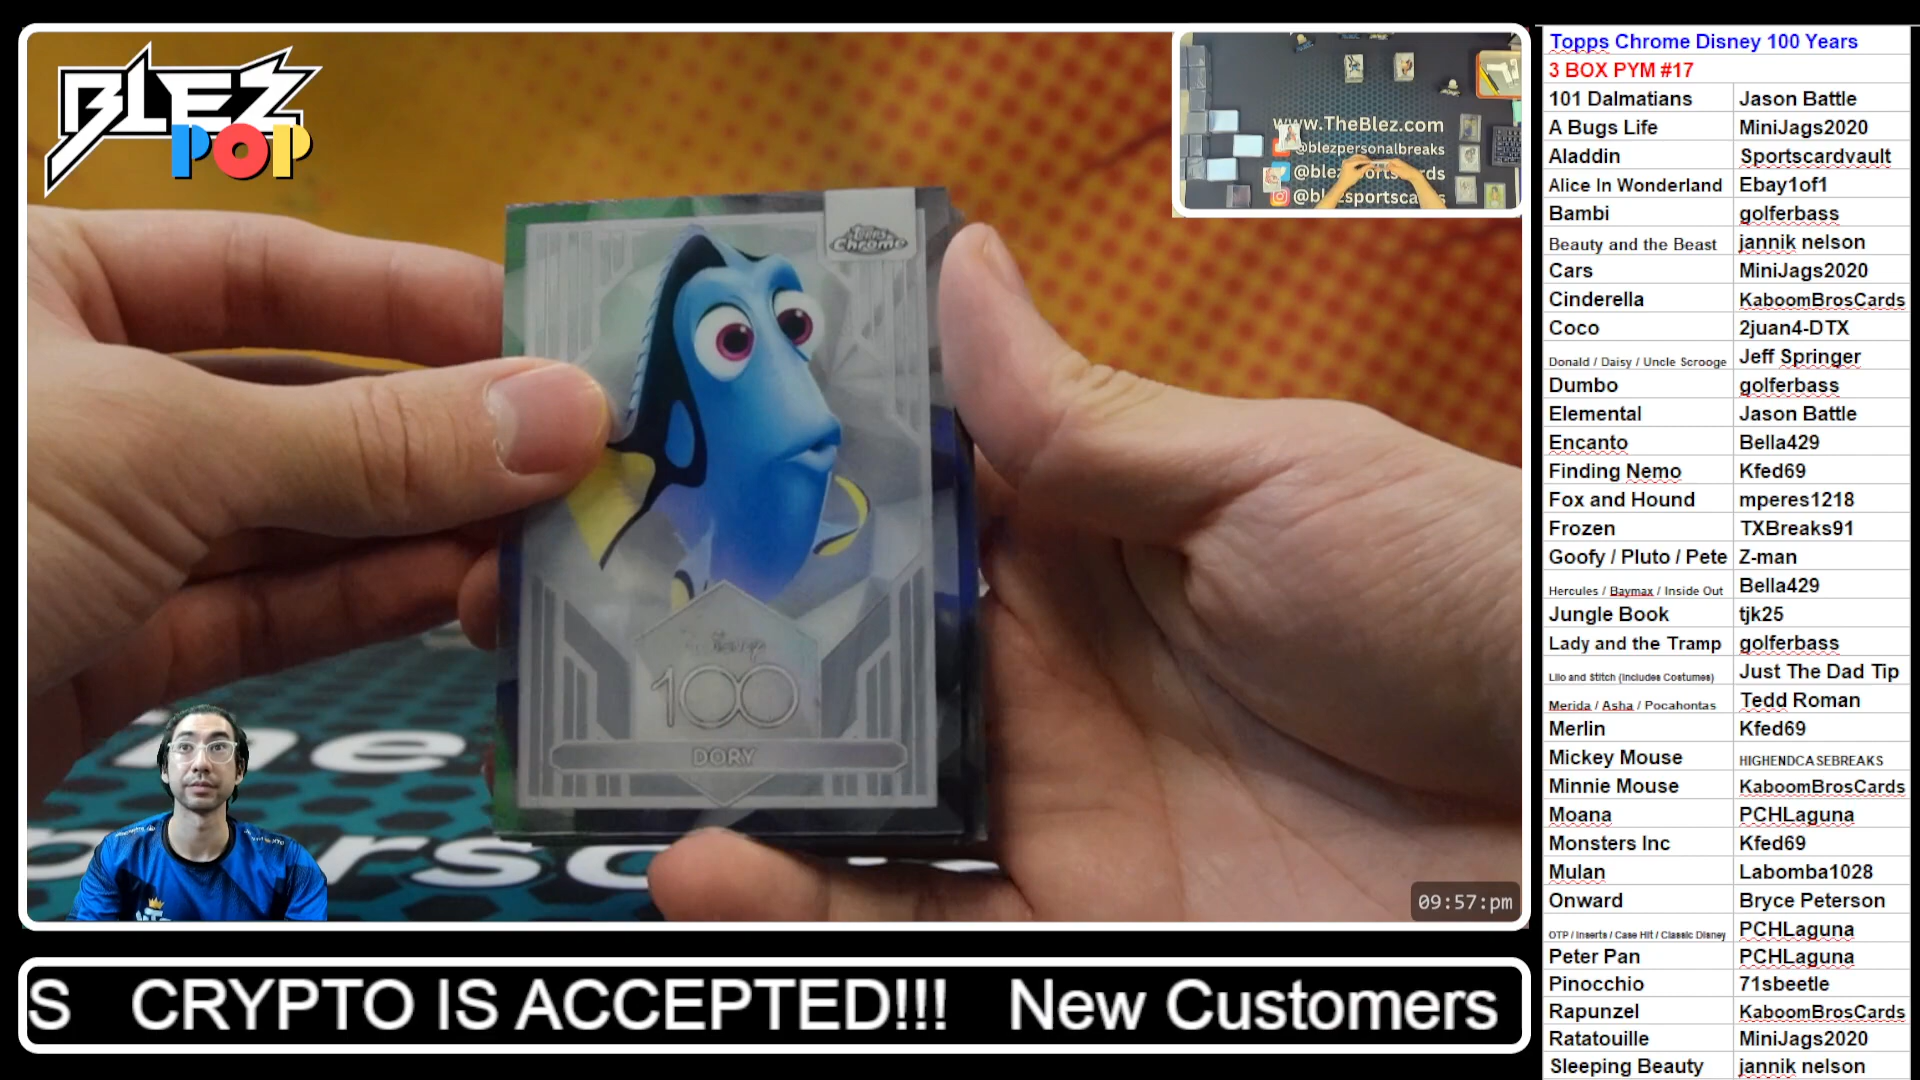 BLEZ
POP
Topps
Chrome
Disney
100
DORY
www.TheBlez.com
@blezpersonalbreaks
09:57:pm
S CRYPTO IS ACCEPTED!!! New Customers
Topps Chrome Disney 100 Years
3 BOX PYM #17
101 Dalmatians Jason Battle
A Bugs Life MiniJags2020
Aladdin Sportscardvault
Alice In Wonderland Ebay1of1
Bambi golferbass
Beauty and the Beast jannik nelson
Cars MiniJags2020
Cinderella KaboomBrosCards
Coco 2juan4-DTX
Donald / Daisy / Uncle Scrooge Jeff Springer
Dumbo golferbass
Elemental Jason Battle
Encanto Bella429
Finding Nemo Kfed69
Fox and Hound mperes1218
Frozen TXBreaks91
Goofy / Pluto / Pete Z-man
Hercules / Baymax / Inside Out Bella429
Jungle Book tjk25
Lady and the Tramp golferbass
Lilo and Stitch (Includes Costumes) Just The Dad Tip
Merida / Asha / Pocahontas Tedd Roman
Merlin Kfed69
Mickey Mouse HIGHENDCASEBREAKS
Minnie Mouse KaboomBrosCards
Moana PCHLaguna
Monsters Inc Kfed69
Mulan Labomba1028
Onward Bryce Peterson
OTP / Inserts / Case Hit / Classic Disney PCHLaguna
Peter Pan PCHLaguna
Pinocchio 71sbeetle
Rapunzel KaboomBrosCards
Ratatouille MiniJags2020
Sleeping Beauty jannik nelson